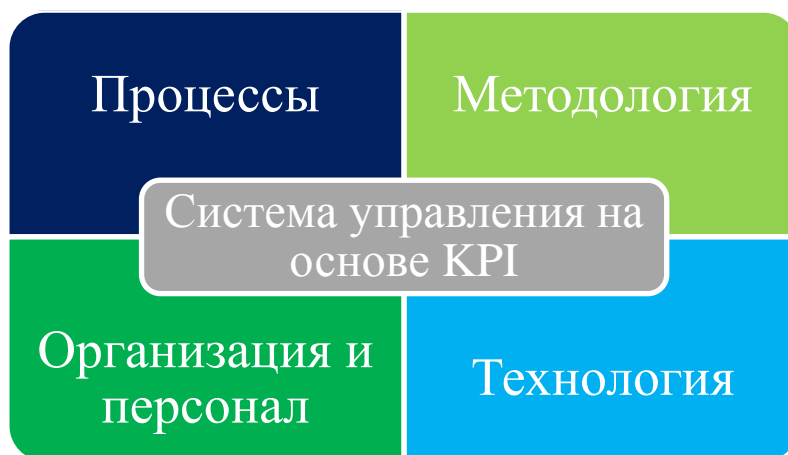 Процессы
Методология
Система управления на
основе KPI
Организация и
персонал
Технология